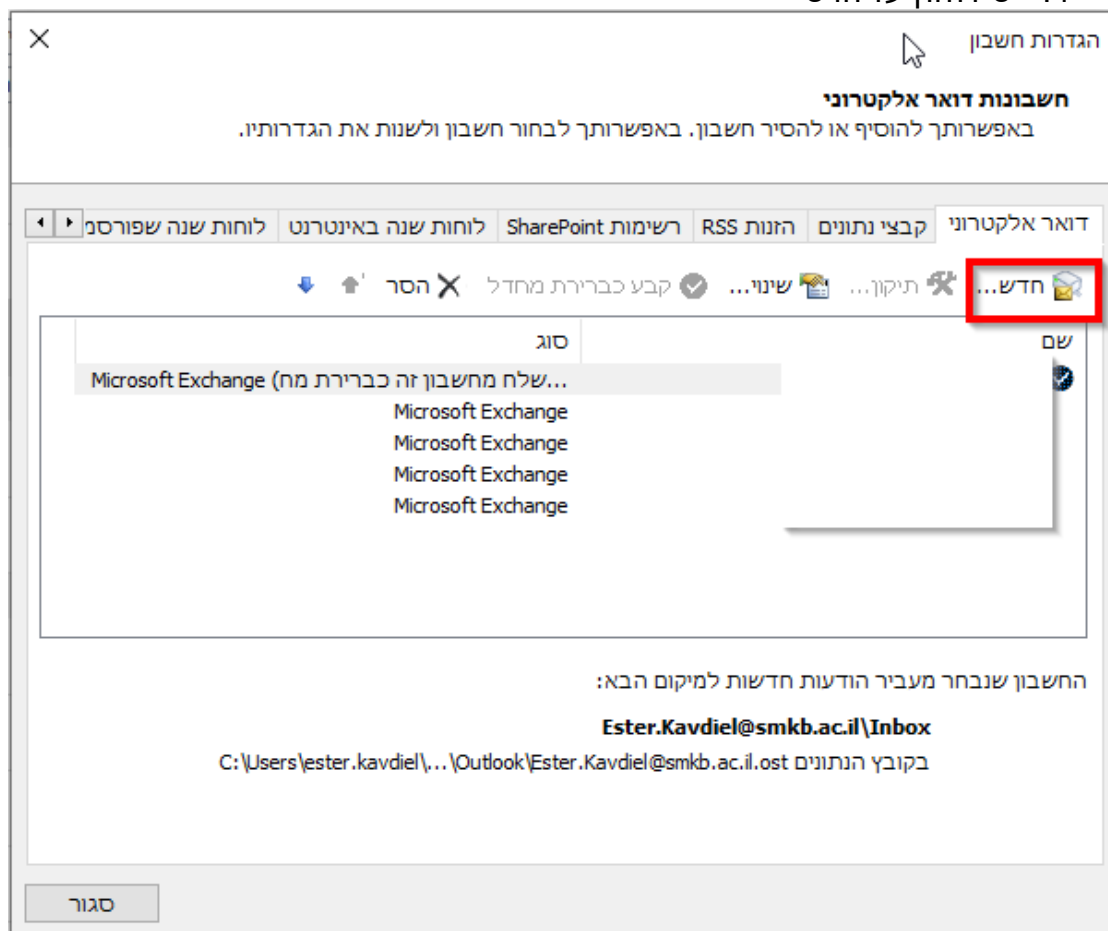 הגדרות חשבון
חשבונות דואר אלקטרוני
באפשרותך להוסיף או להסיר חשבון. באפשרותך לבחור חשבון ולשנות את הגדרותיו.
דואר אלקטרוני קבצי נתונים הזנות RSS רשימות SharePoint לוחות שנה באינטרנט לוחות שנה שפורסמ
חדש... תיקון... שינוי... קבע כברירת מחדל הסר
שם סוג
Microsoft Exchange (שלח מחשבון זה כברירת מח...
Microsoft Exchange
Microsoft Exchange
Microsoft Exchange
Microsoft Exchange
החשבון שנבחר מעביר הודעות חדשות למיקום הבא:
Ester.Kavdiel@smkb.ac.il\Inbox
בקובץ הנתונים C:\Users\ester.kavdiel\...\Outlook\Ester.Kavdiel@smkb.ac.il.ost
סגור